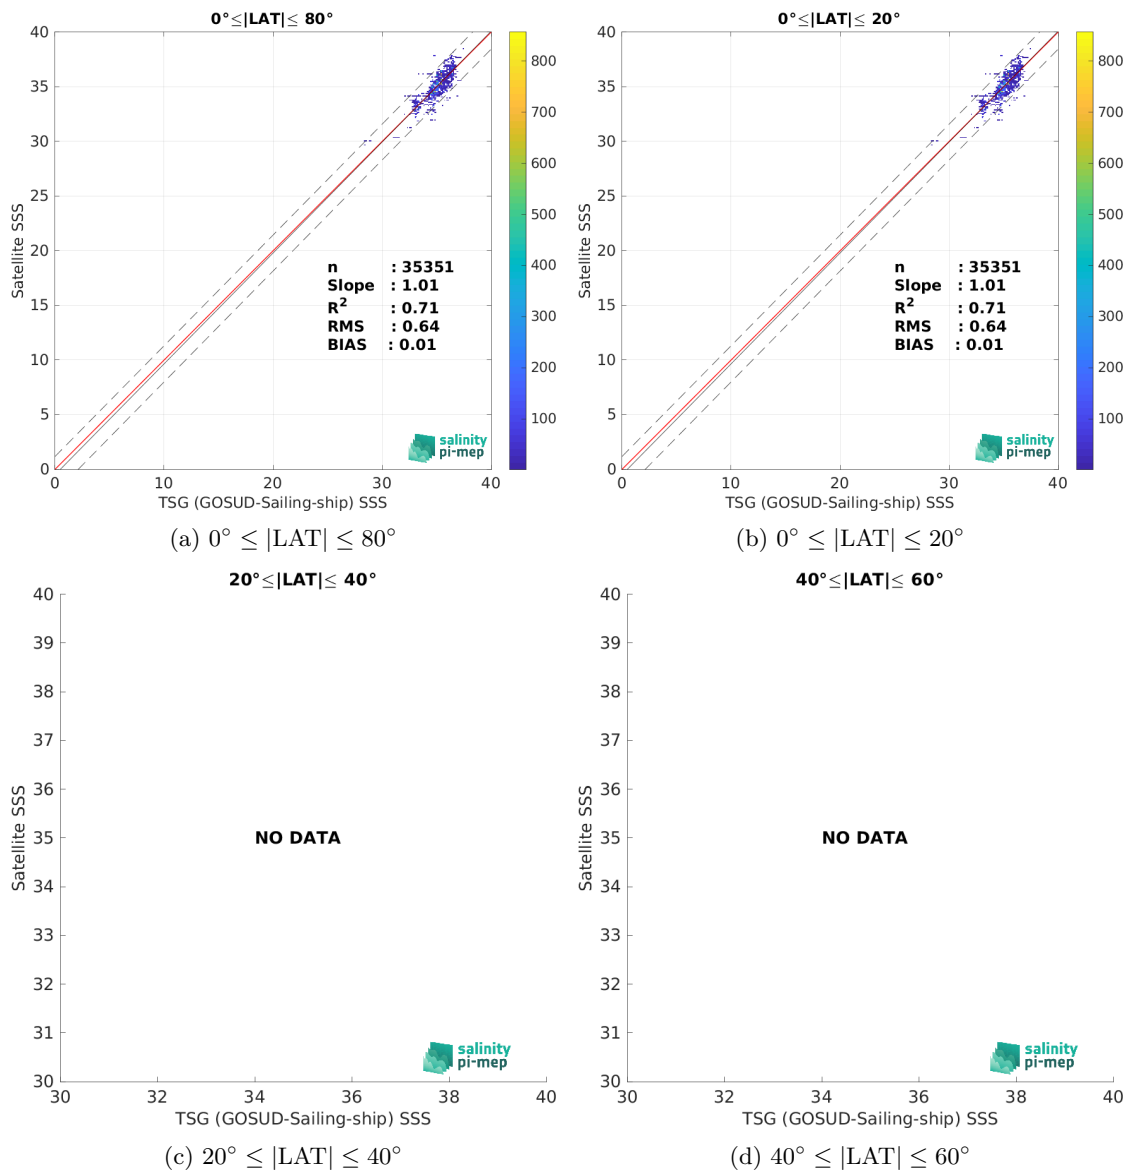 0°≤|LAT|≤ 80°
40
35
30
25
20
15
10
5
0
Satellite SSS
n : 35351
Slope : 1.01
R² : 0.71
RMS : 0.64
BIAS : 0.01
salinity
pi-mep
0 10 20 30 40
TSG (GOSUD-Sailing-ship) SSS
800
700
600
500
400
300
200
100
(a) 0° ≤ |LAT| ≤ 80°
0°≤|LAT|≤ 20°
40
35
30
25
20
15
10
5
0
Satellite SSS
n : 35351
Slope : 1.01
R² : 0.71
RMS : 0.64
BIAS : 0.01
salinity
pi-mep
0 10 20 30 40
TSG (GOSUD-Sailing-ship) SSS
800
700
600
500
400
300
200
100
(b) 0° ≤ |LAT| ≤ 20°
20°≤|LAT|≤ 40°
40
39
38
37
36
35
34
33
32
31
30
Satellite SSS
NO DATA
salinity
pi-mep
30 32 34 36 38 40
TSG (GOSUD-Sailing-ship) SSS
(c) 20° ≤ |LAT| ≤ 40°
40°≤|LAT|≤ 60°
40
39
38
37
36
35
34
33
32
31
30
Satellite SSS
NO DATA
salinity
pi-mep
30 32 34 36 38 40
TSG (GOSUD-Sailing-ship) SSS
(d) 40° ≤ |LAT| ≤ 60°